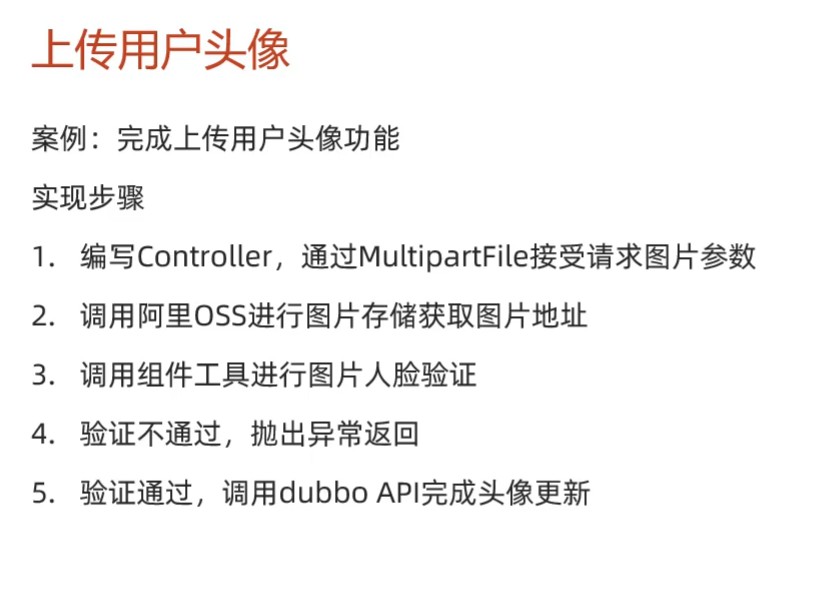 上传用户头像
案例：完成上传用户头像功能
实现步骤
1. 编写Controller，通过MultipartFile接受请求图片参数
2. 调用阿里OSS进行图片存储获取图片地址
3. 调用组件工具进行图片人脸验证
4. 验证不通过，抛出异常返回
5. 验证通过，调用dubbo API完成头像更新